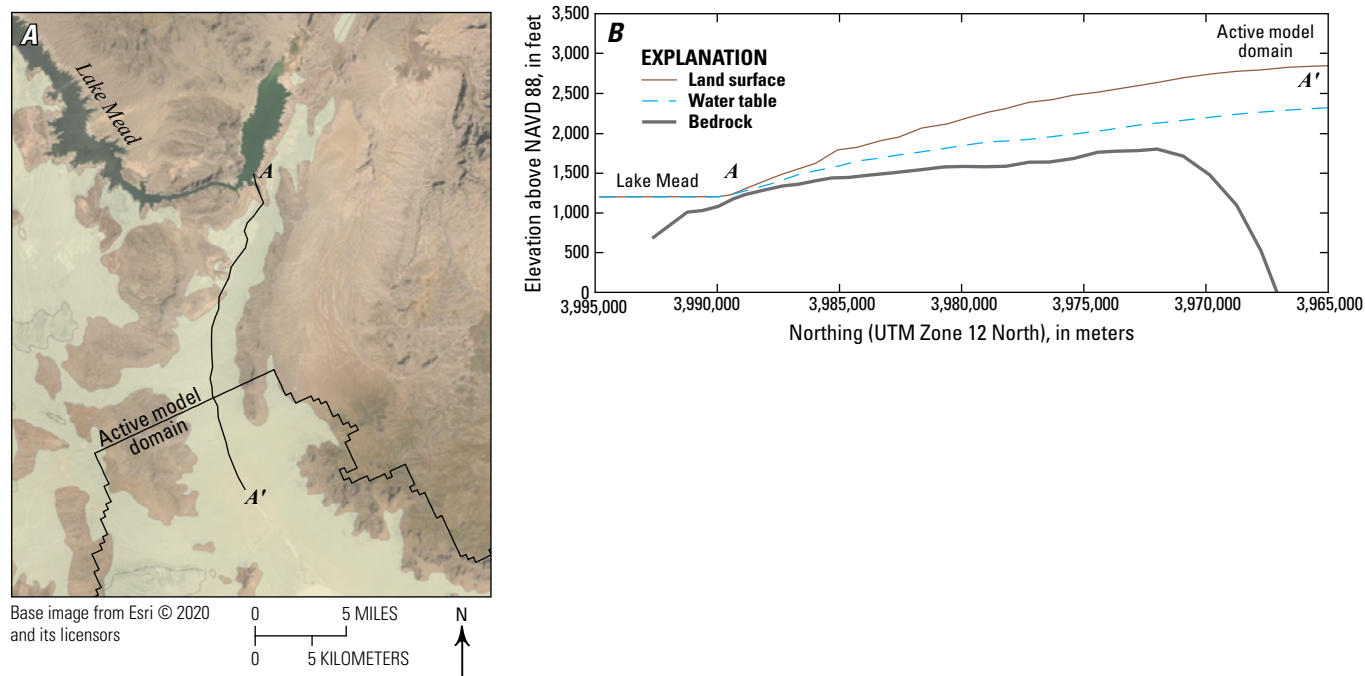 A
Lake Mead
A
Active model
domain
A'
Base image from Esri © 2020
and its licensors
0 5 MILES
0 5 KILOMETERS
N
B
EXPLANATION
Land surface
Water table
Bedrock
Active model
domain
A'
A
Lake Mead
Elevation above NAVD 88, in feet
3,500
3,000
2,500
2,000
1,500
1,000
500
0
3,995,000 3,990,000 3,985,000 3,980,000 3,975,000 3,970,000 3,965,000
Northing (UTM Zone 12 North), in meters